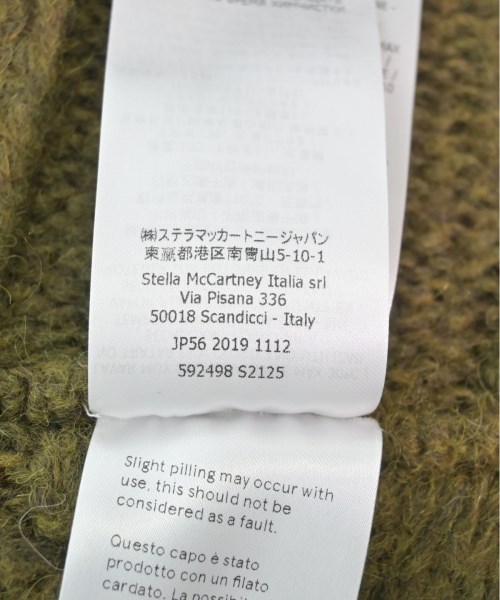 ㈱ステラマッカートニージャパン
東贏都港区南冑山5-10-1
Stella McCartney Italia srl
Via Pisana 336
50018 Scandicci - Italy
JP56 2019 1112
592498 S2125
Slight pilling may occur with
use, this should not be
considered as a fault.
Questo capo è stato
prodotto con un filato
cardato. La